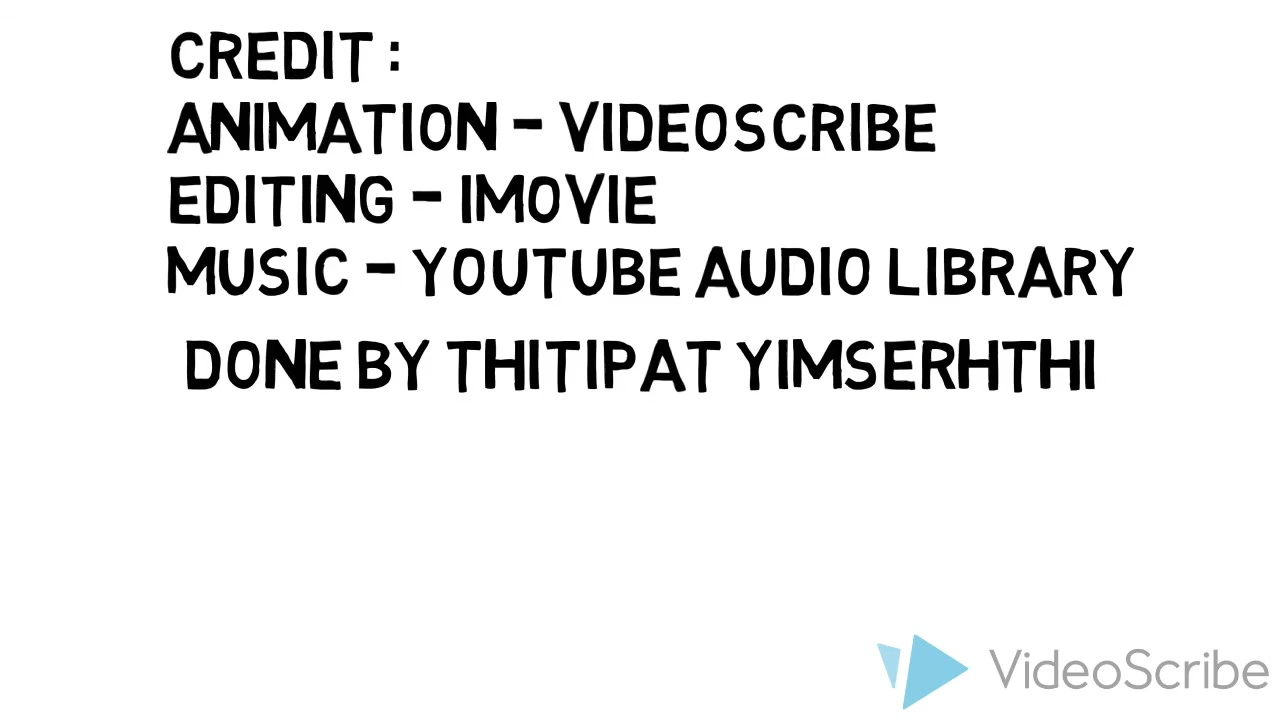 CREDIT :
ANIMATION - VIDEOSCRIBE
EDITING - IMOVIE
MUSIC - YOUTUBE AUDIO LIBRARY
DONE BY THITIPAT YIMSERHTHI
VideoScribe